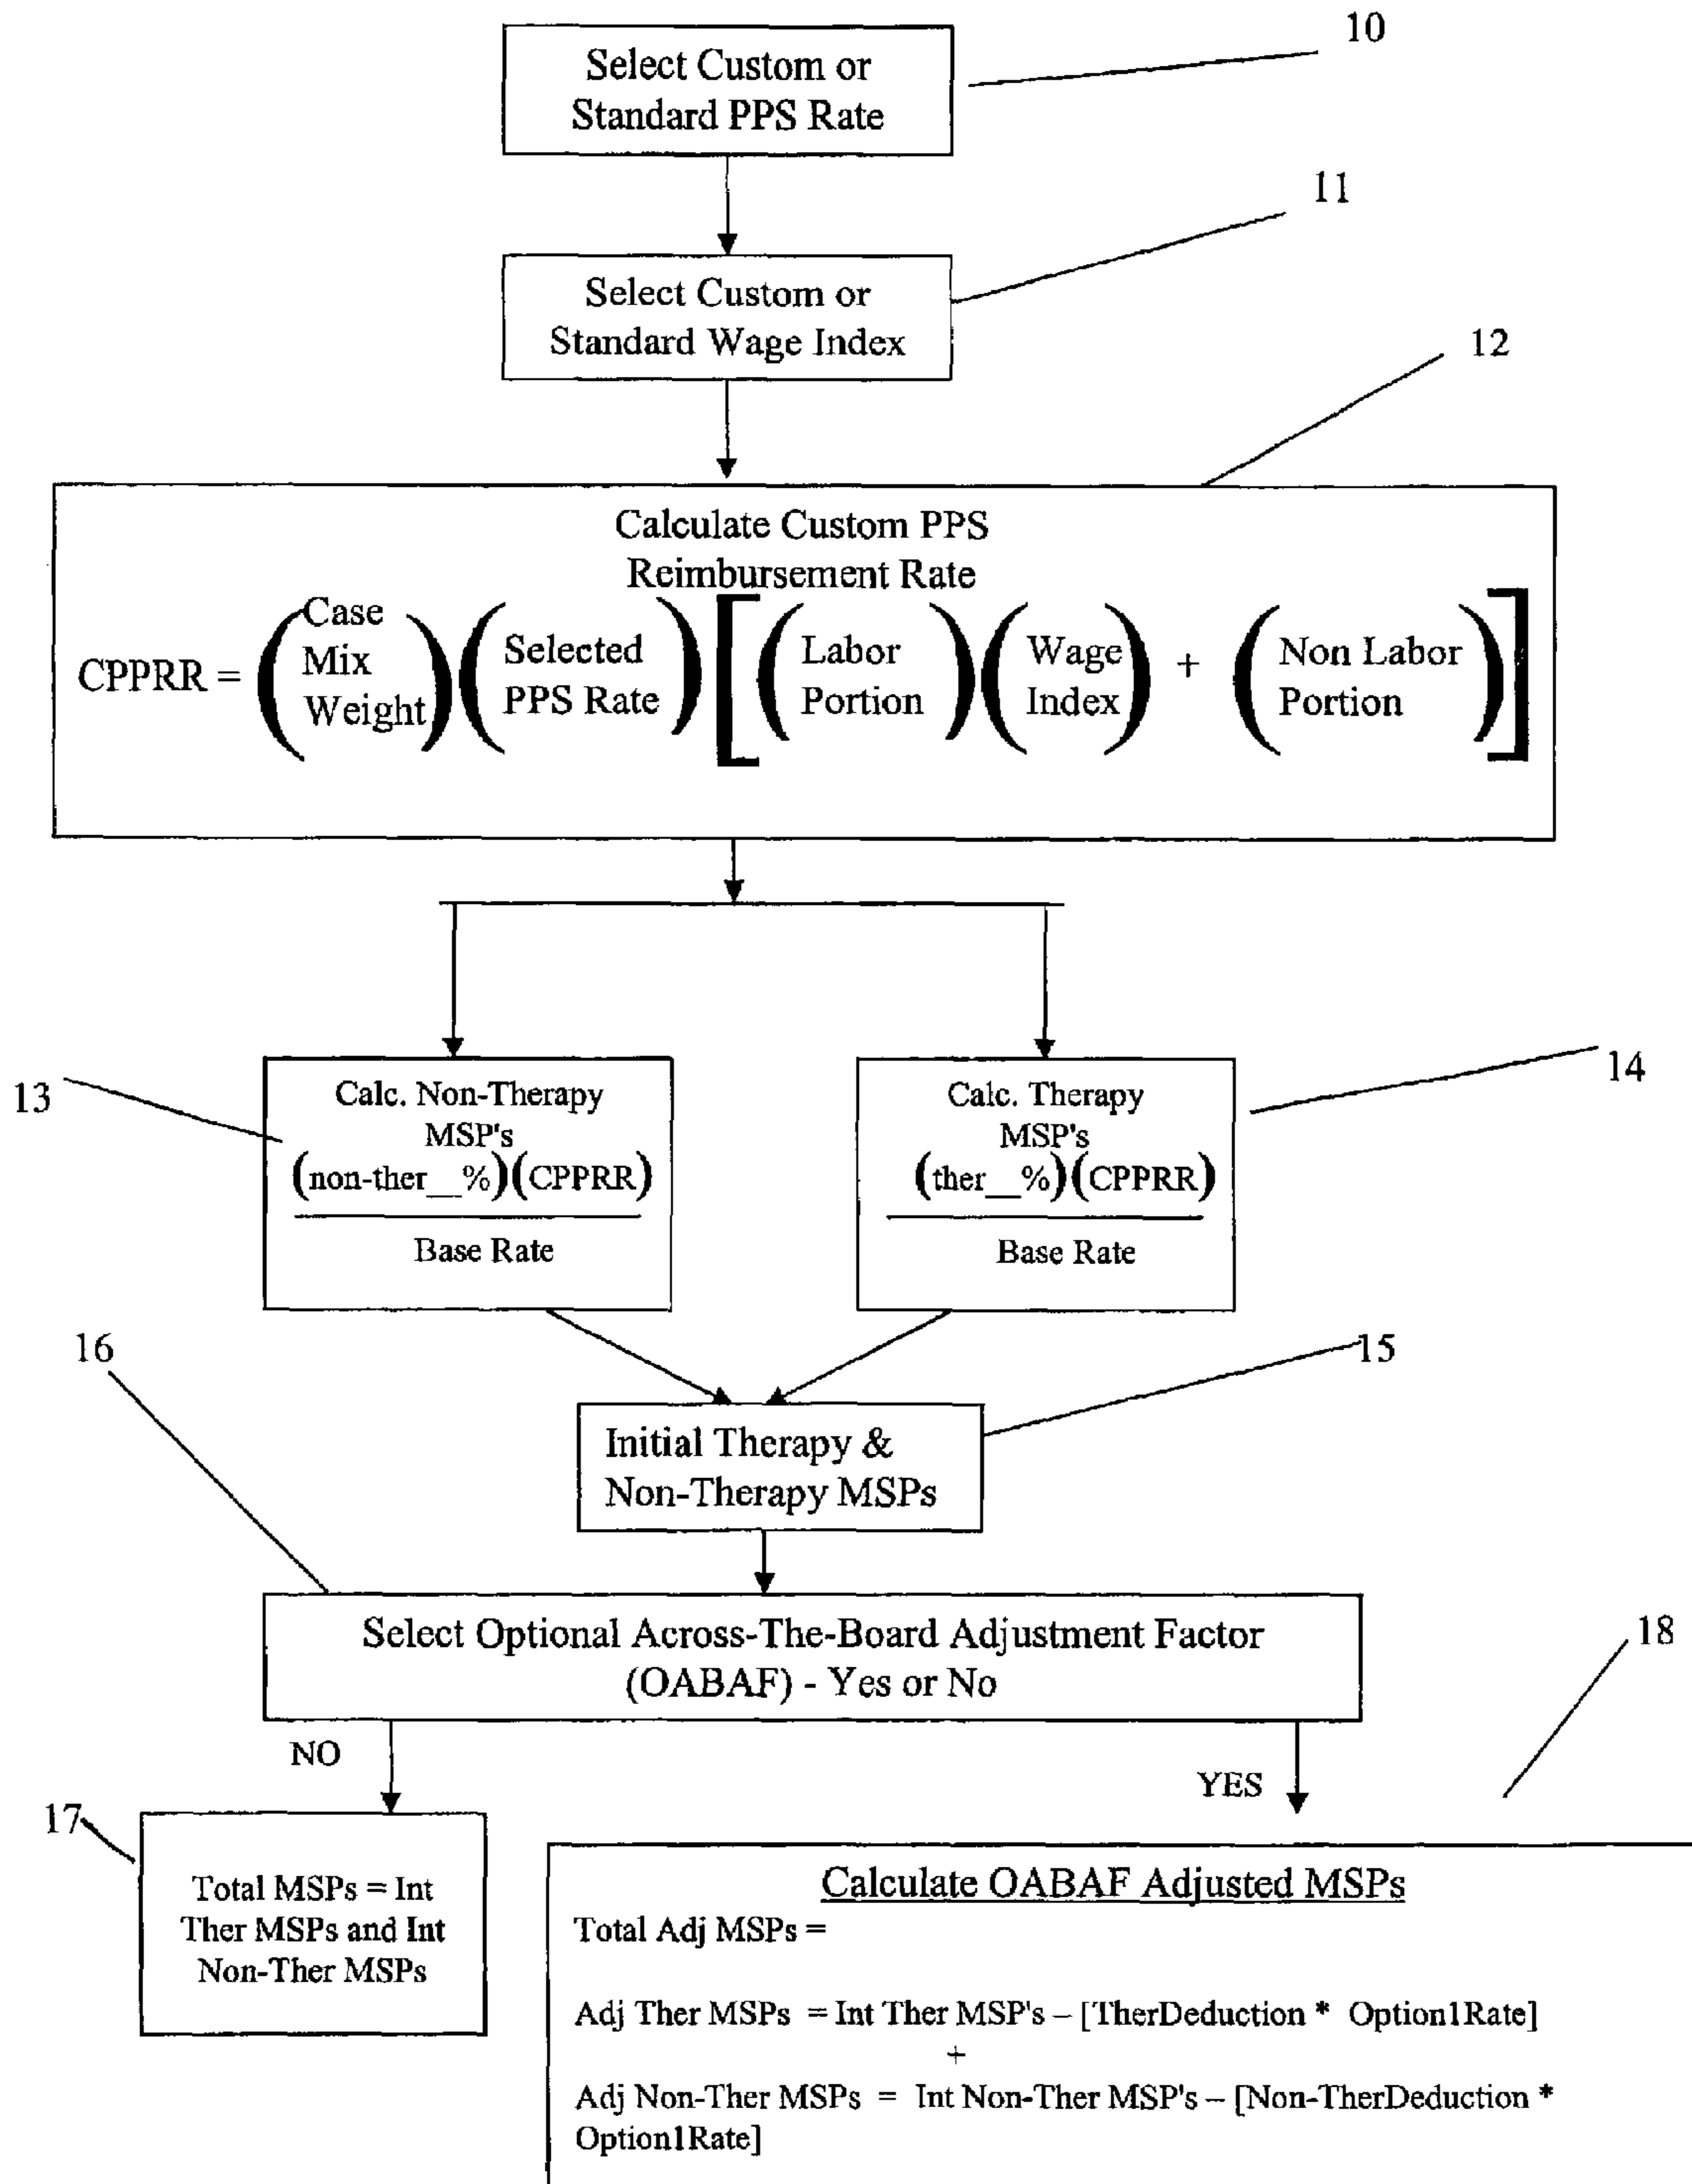 10
Select Custom or
Standard PPS Rate
11
Select Custom or
Standard Wage Index
12
Calculate Custom PPS
Reimbursement Rate
CPPRR = (Case Mix Weight) (Selected PPS Rate) [(Labor Portion) (Wage Index) + (Non Labor Portion)]
13
Calc. Non-Therapy
MSP's
(non-ther__%)(CPPRR)
Base Rate
14
Calc. Therapy
MSP's
(ther__%)(CPPRR)
Base Rate
15
Initial Therapy &
Non-Therapy MSPs
16
Select Optional Across-The-Board Adjustment Factor
(OABAF) - Yes or No
NO
YES
17
Total MSPs = Int
Ther MSPs and Int
Non-Ther MSPs
18
Calculate OABAF Adjusted MSPs
Total Adj MSPs =
Adj Ther MSPs = Int Ther MSP's – [TherDeduction * Option1Rate]
+
Adj Non-Ther MSPs = Int Non-Ther MSP's – [Non-TherDeduction *
Option1Rate]